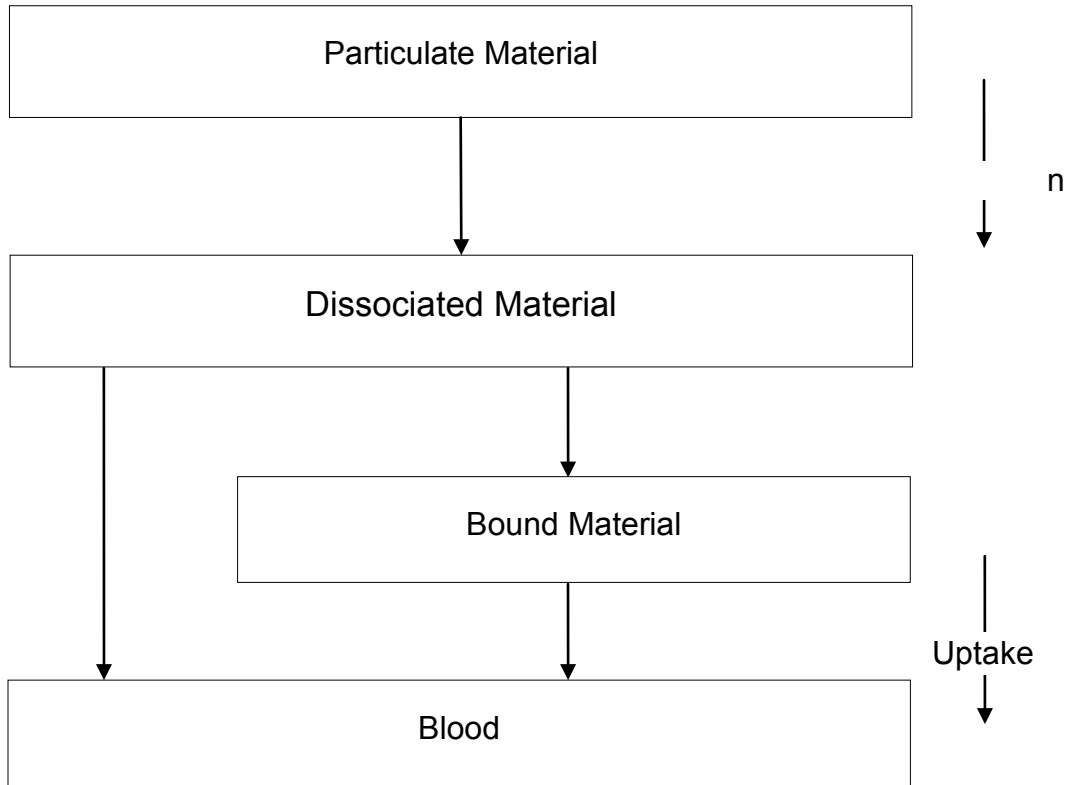 Particulate Material
n
Dissociated Material
Bound Material
Uptake
Blood